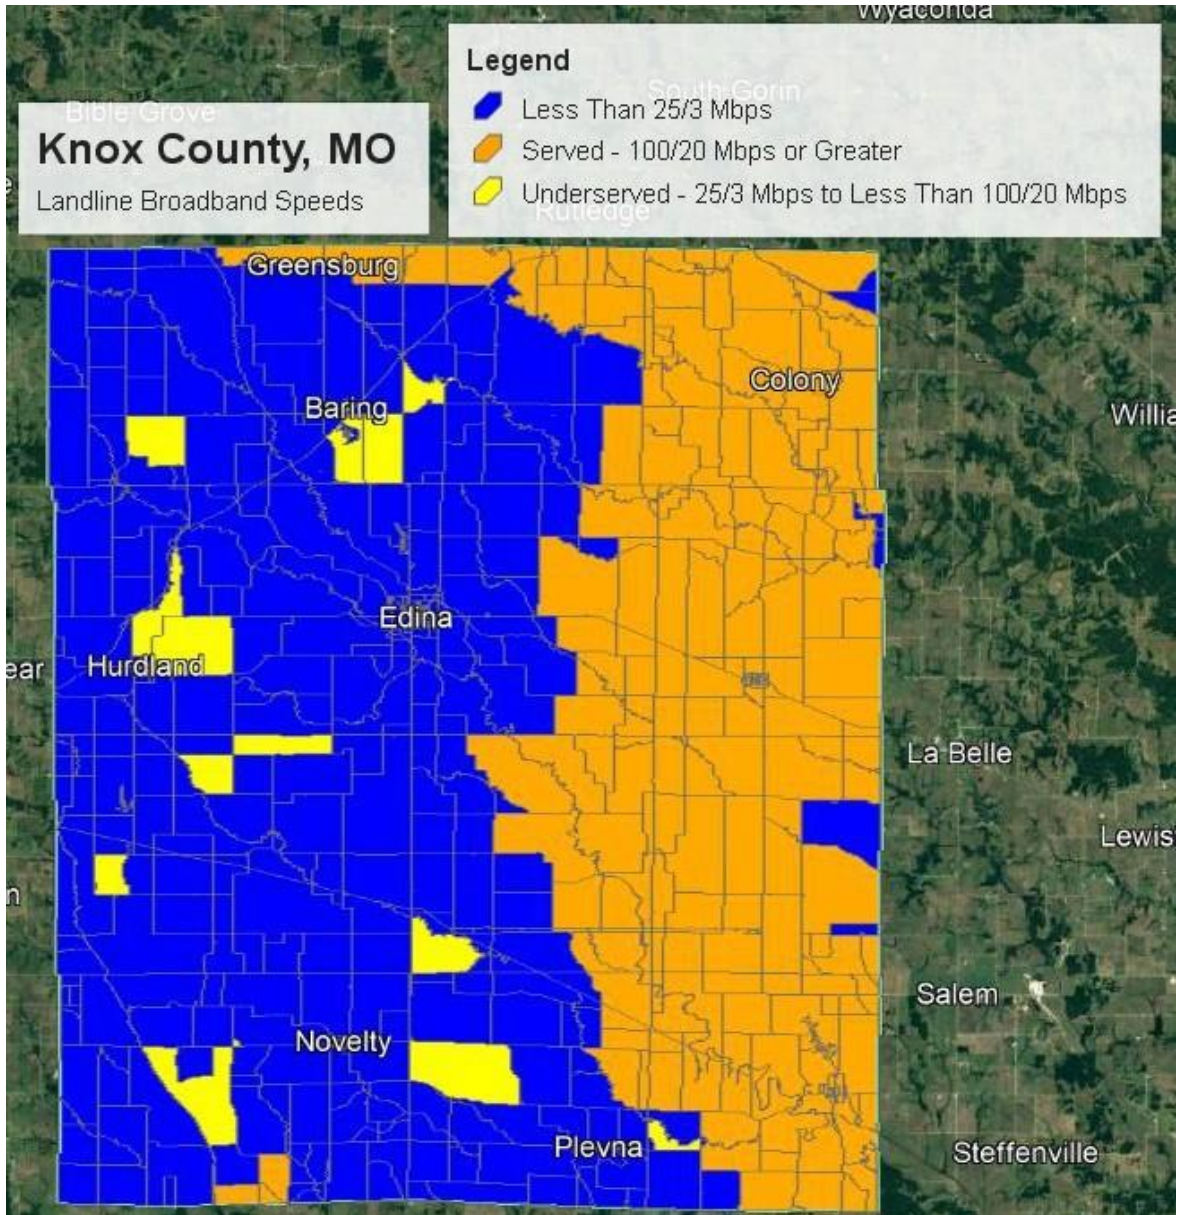 Wyaconda
Legend
South Gorin
Less Than 25/3 Mbps
Bible Grove
Knox County, MO
Served - 100/20 Mbps or Greater
Landline Broadband Speeds
Underserved - 25/3 Mbps to Less Than 100/20 Mbps
Rutledge
Greensburg
Colony
Baring
Willia
Edina
Hurdland
ear
La Belle
Lewis
n
Salem
Novelty
Plevna
Steffenville